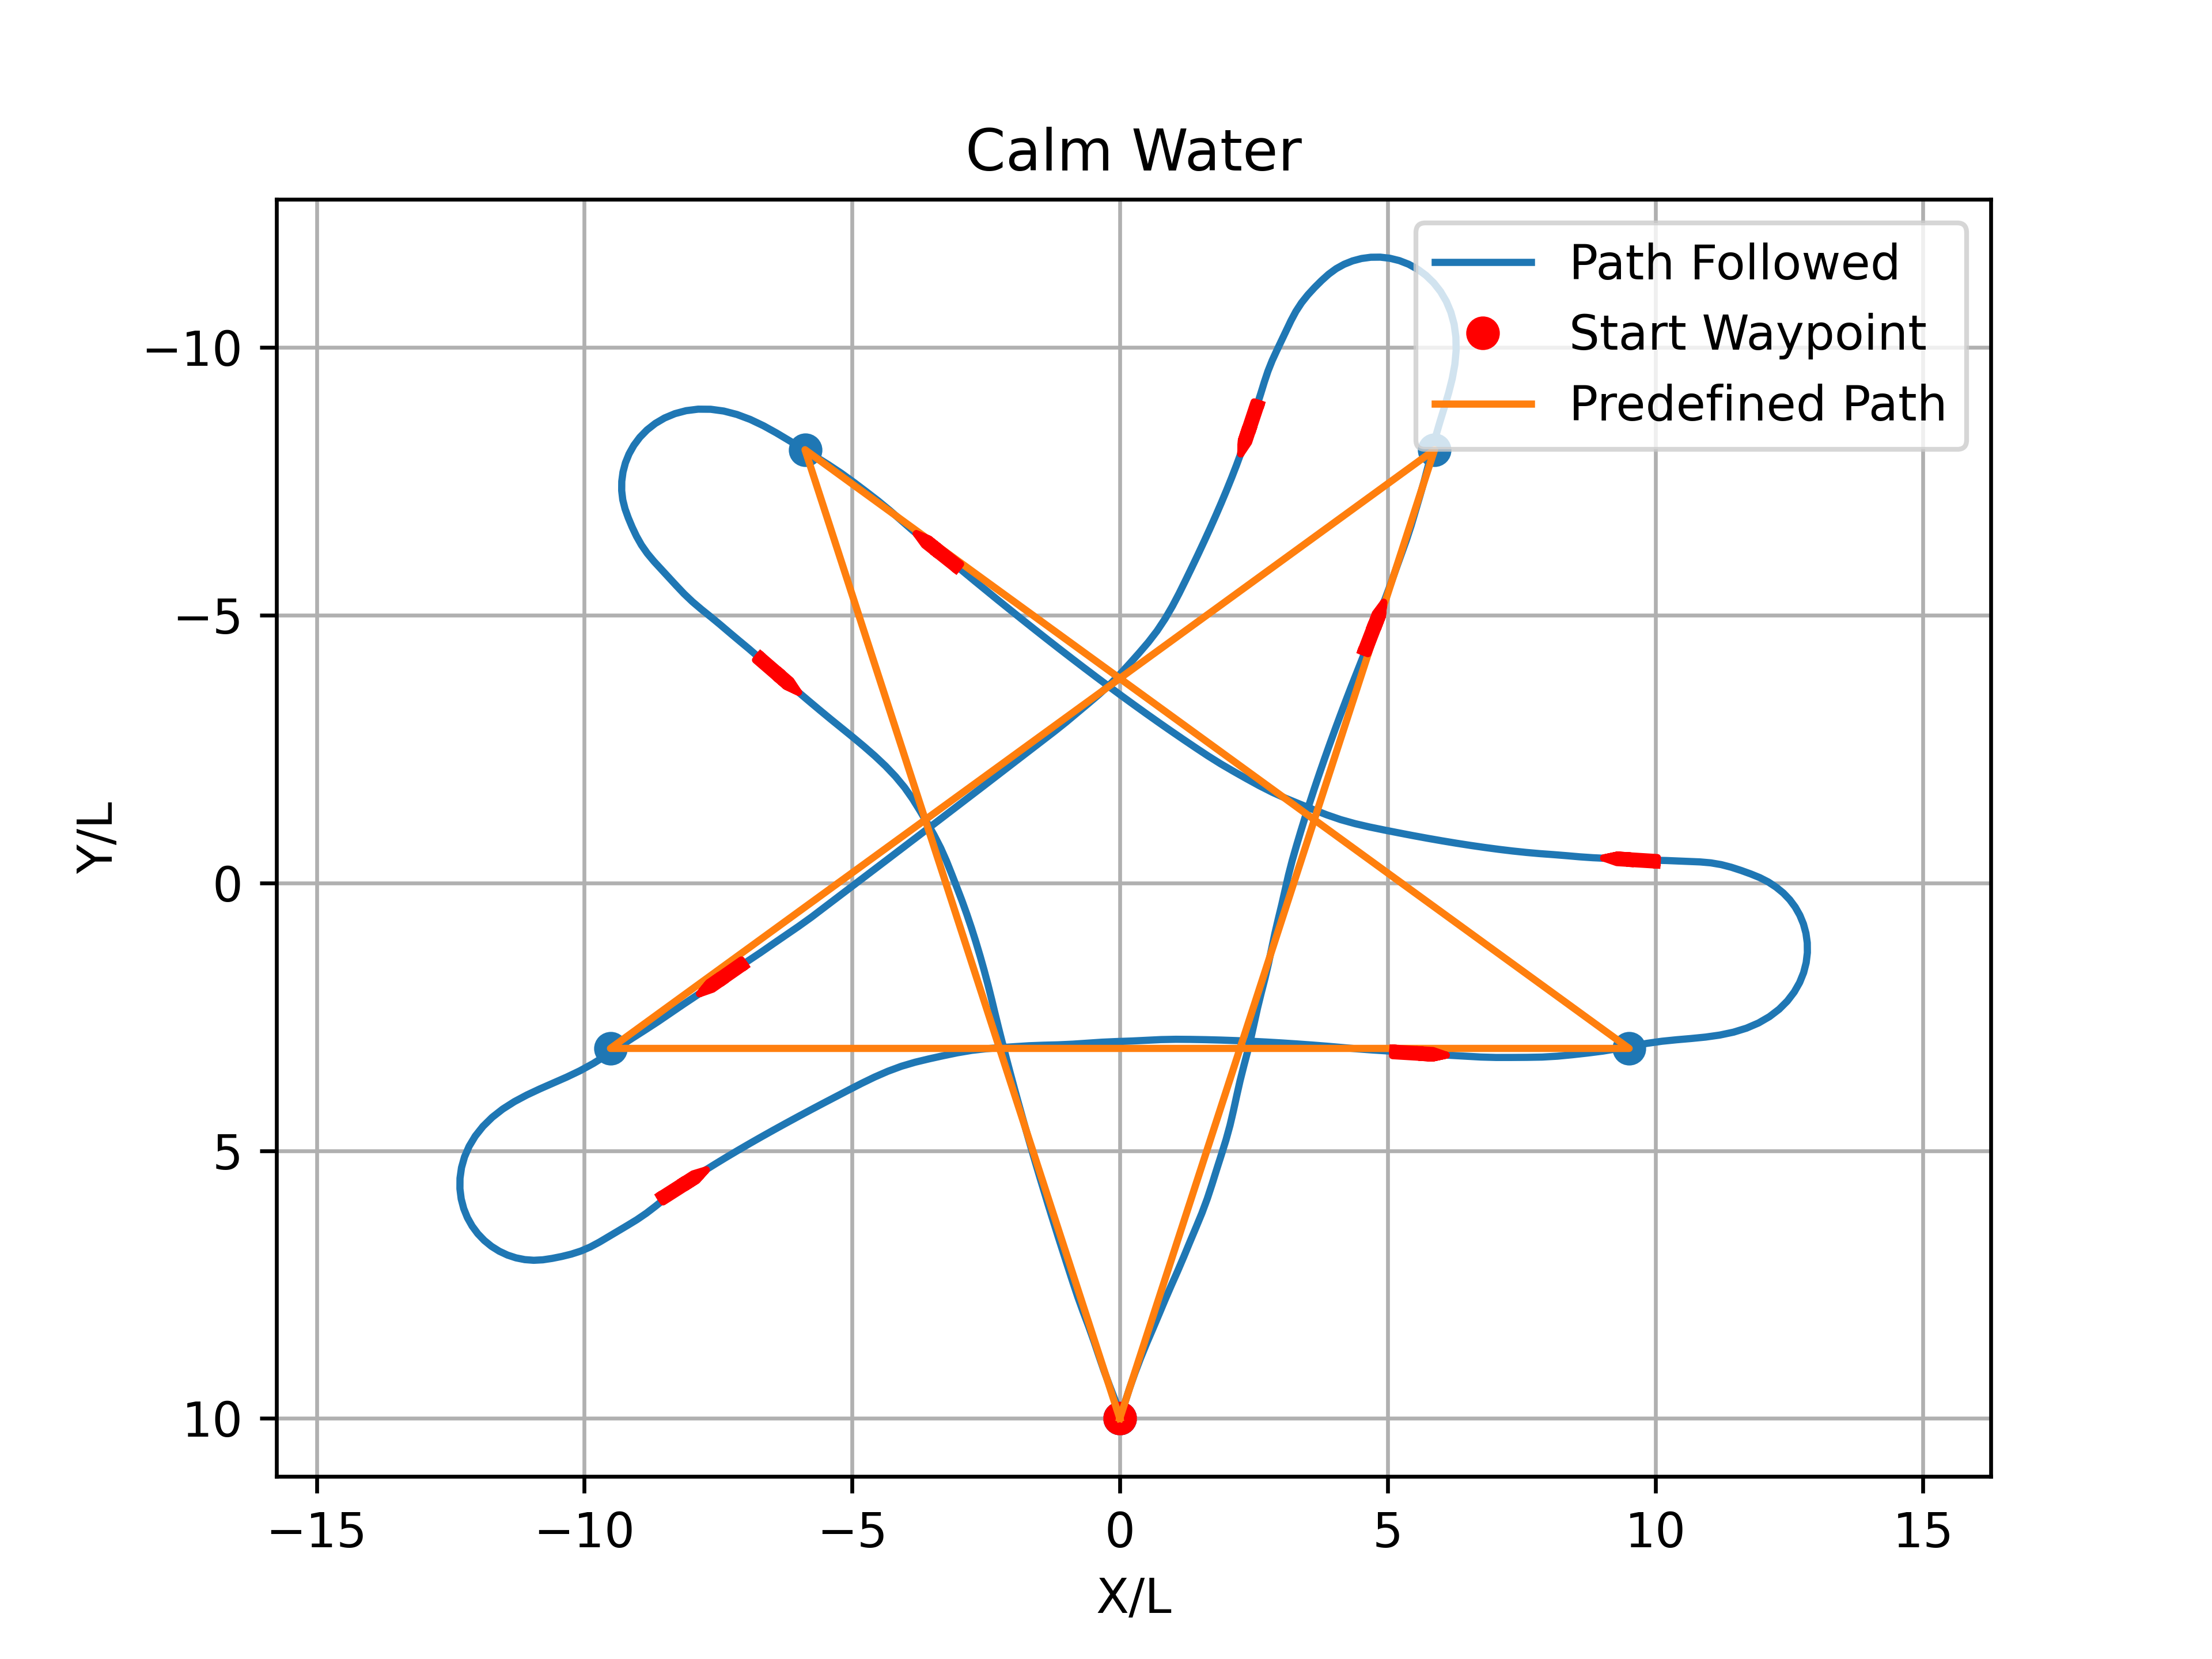 Calm Water
Path Followed
Start Waypoint
Predefined Path
−10
−5
0
5
10
Y/L
−15 −10 −5 0 5 10 15
X/L